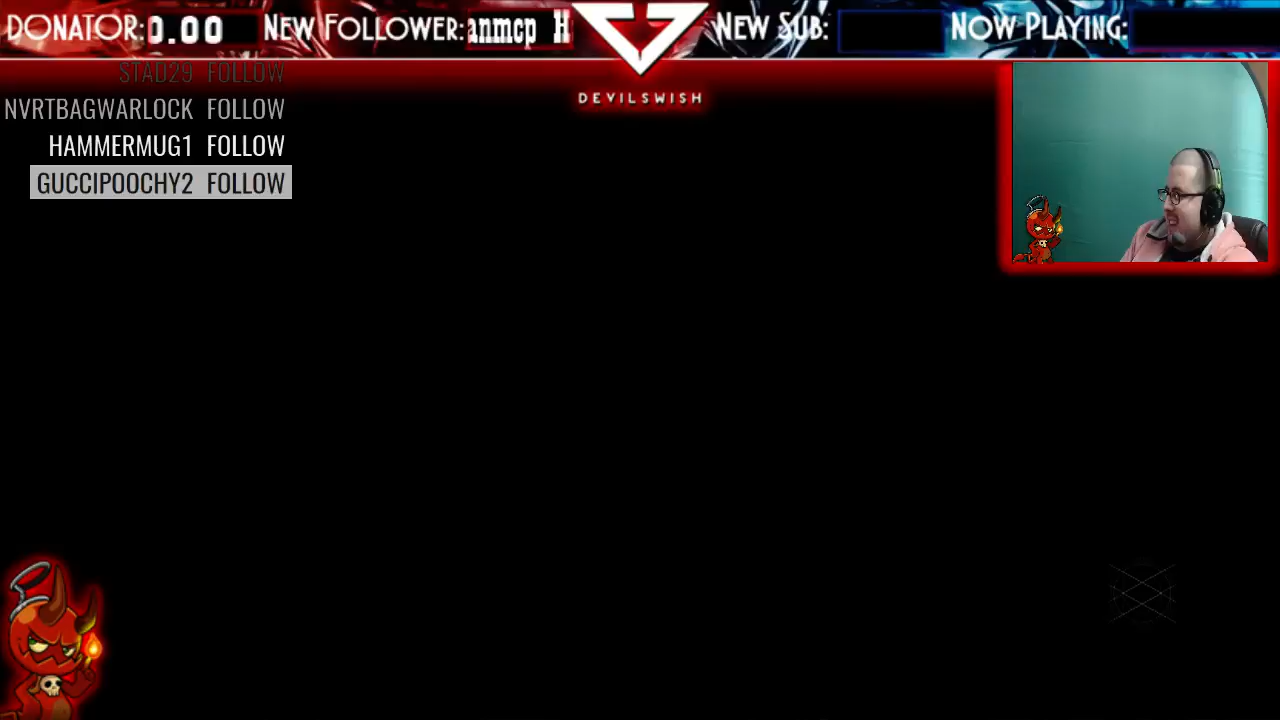 DONATOR: 0.00 NEW FOLLOWER: anmcp H NEW SUB: NOW PLAYING:
DEVILSWISH
STAD29 FOLLOW
NVRTBAGWARLOCK FOLLOW
HAMMERMUG1 FOLLOW
GUCCIPOOCHY2 FOLLOW